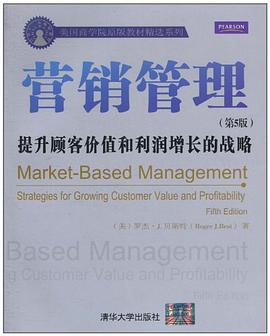 美国商学院原版教材精选系列
PEARSON
营销管理
(第5版)
提升顾客价值和利润增长的战略
Market-Based Management
Strategies for Growing Customer Value and Profitability
Fifth Edition
(美) 罗杰·J.贝斯特 (Roger J.Best) 著
Based Management
g Customer Value and Profitability
Fifth Edition
清华大学出版社